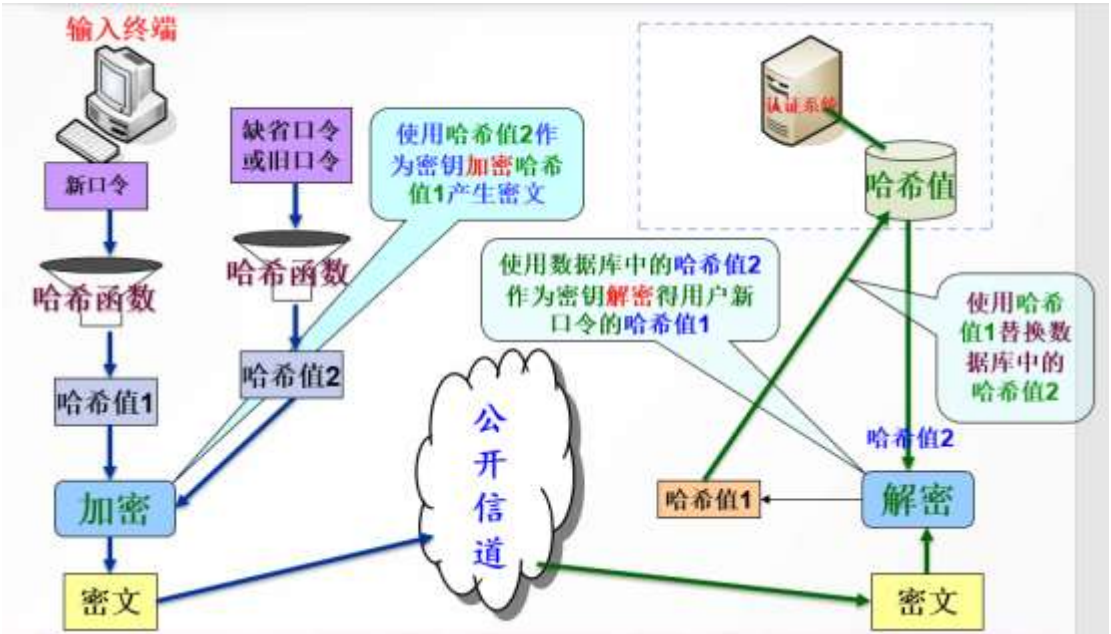 输入终端
新口令
哈希函数
哈希值1
加密
密文
缺省口令
或旧口令
哈希函数
哈希值2
使用哈希值2作
为密钥加密哈希
值1产生密文
公
开
信
道
认证系统
哈希值
使用数据库中的哈希值2
作为密钥解密得用户新
口令的哈希值1
使用哈希
值1替换数
据库中的
哈希值2
哈希值2
哈希值1
解密
密文